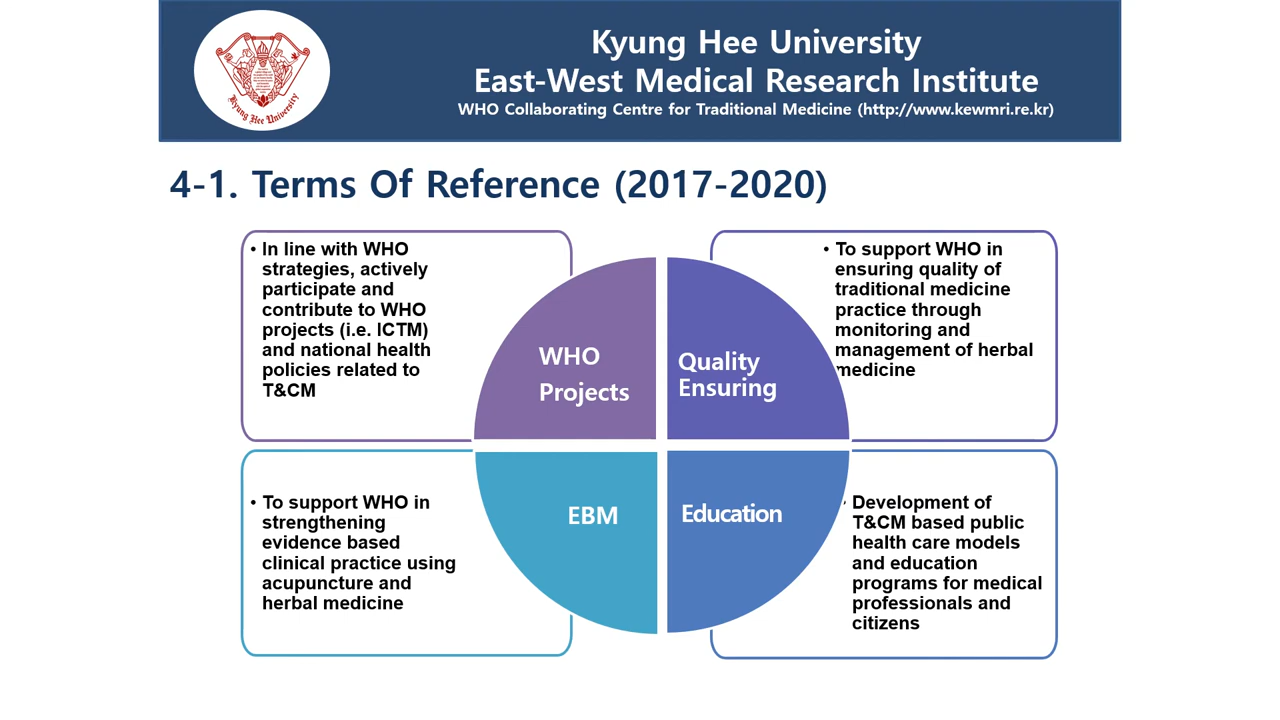 Kyung Hee University
East-West Medical Research Institute
WHO Collaborating Centre for Traditional Medicine (http://www.kewmri.re.kr)
Kyung Hee University
4-1. Terms Of Reference (2017-2020)
• In line with WHO
strategies, actively
participate and
contribute to WHO
projects (i.e. ICTM)
and national health
policies related to
T&CM
WHO
Projects
Quality
Ensuring
• To support WHO in
ensuring quality of
traditional medicine
practice through
monitoring and
management of herbal
medicine
• To support WHO in
strengthening
evidence based
clinical practice using
acupuncture and
herbal medicine
EBM
Education
• Development of
T&CM based public
health care models
and education
programs for medical
professionals and
citizens